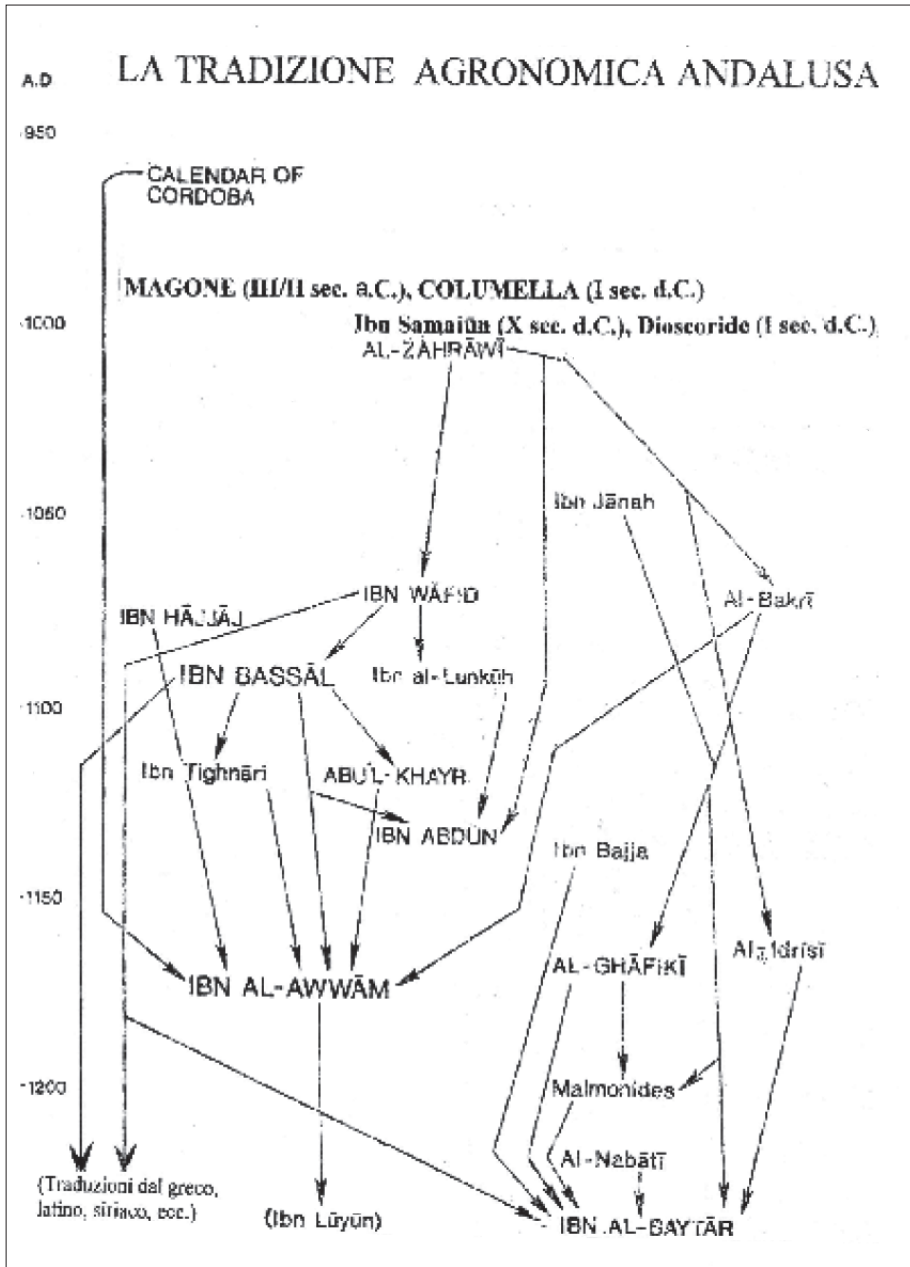 A.D
LA TRADIZIONE AGRONOMICA ANDALUSA
-950
CALENDAR OF
CORDOBA
MAGONE (III/II sec. a.C.), COLUMELLA (I sec. d.C.)
-1000
Ibn Samaiūn (X sec. d.C.), Dioscoride (I sec. d.C.)
AL-ZAHRĀWĪ
-1050
Ibn Jānah
IBN WĀFID
Al-Bakrī
IBN HĀJJĀJ
IBN BASSĀL
Ibn al-Lunkūh
-1100
Ibn Tighnāri
ABU'L-KHAYR
IBN ABDŪN
Ibn Bajja
-1150
AL-GHĀFIKĪ
Al-Idrīsī
IBN AL-AWWĀM
-1200
Maimonides
Al-Nabātī
(Traduzioni dal greco,
latino, siriaco, ecc.)
(Ibn Lūyūn)
IBN AL-BAYTĀR